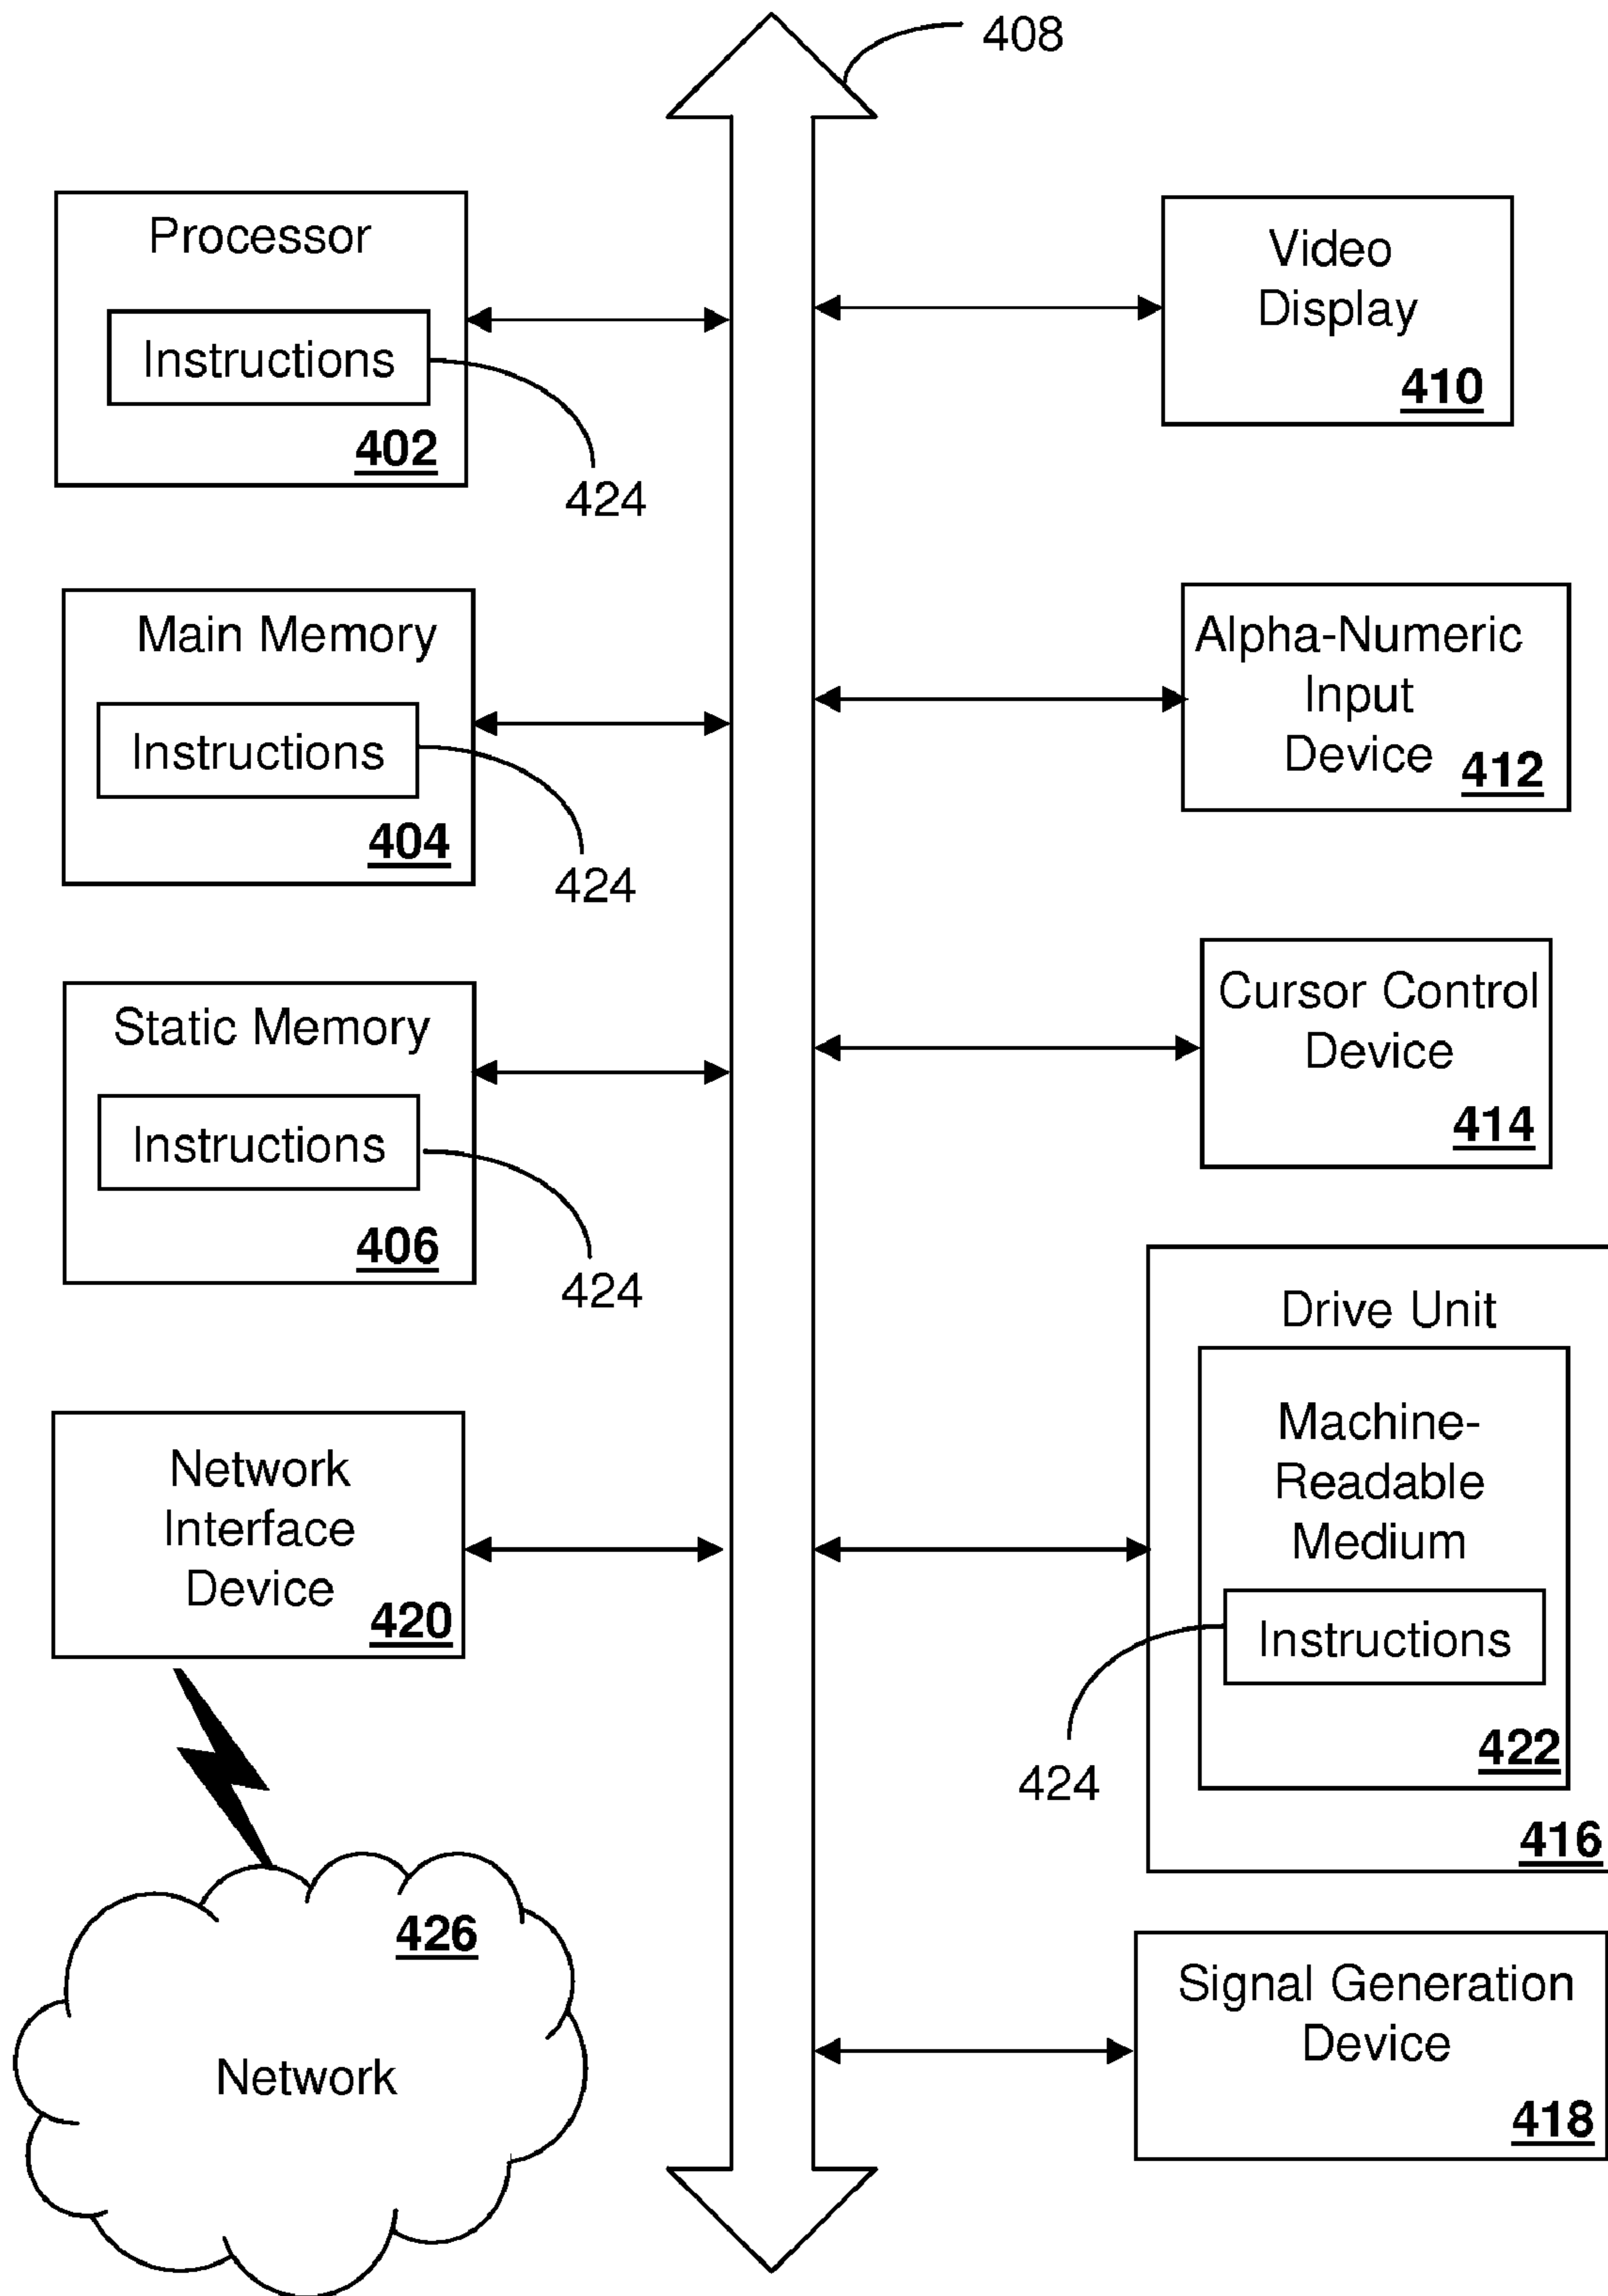 408
Processor
Instructions
402
424
Main Memory
Instructions
404
424
Static Memory
Instructions
406
424
Network
Interface
Device
420
426
Network
Video
Display
410
Alpha-Numeric
Input
Device
412
Cursor Control
Device
414
Drive Unit
Machine-
Readable
Medium
Instructions
422
424
416
Signal Generation
Device
418